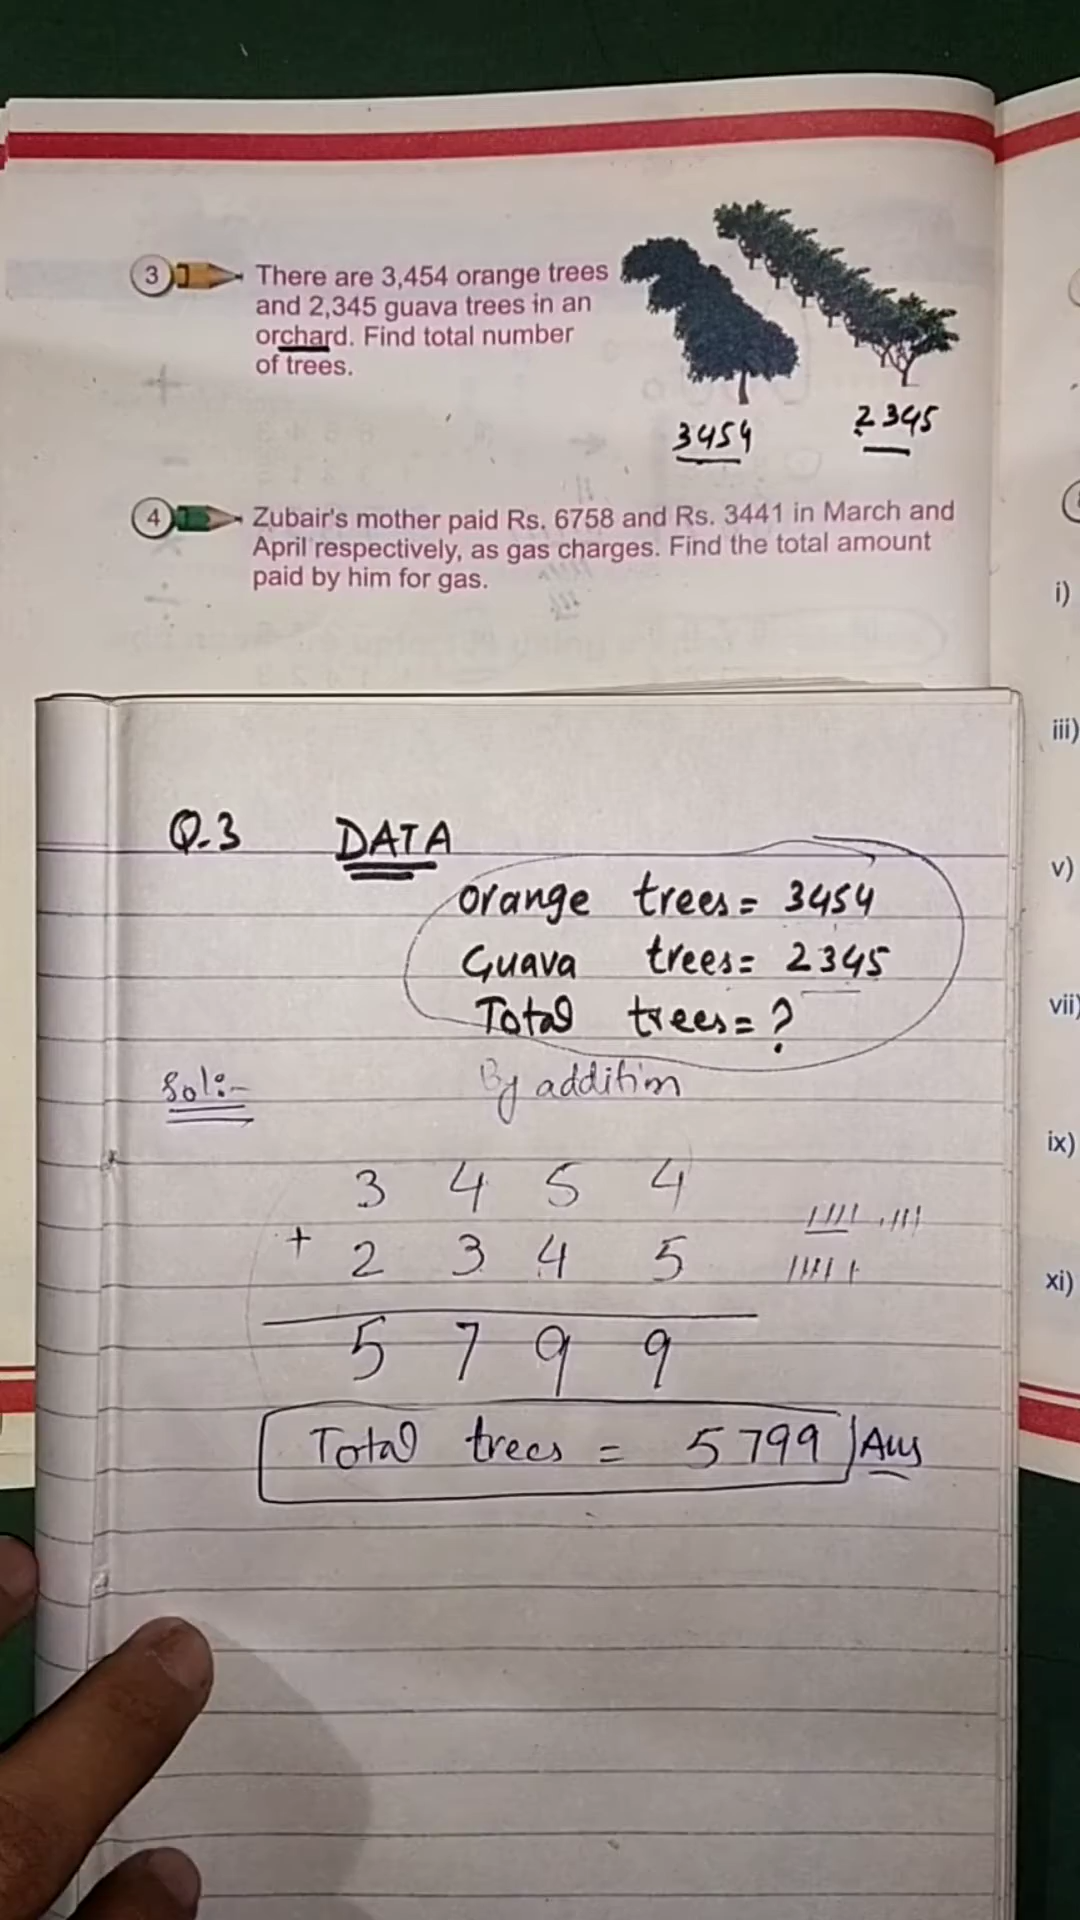 3 There are 3,454 orange trees
and 2,345 guava trees in an
orchard. Find total number
of trees.
3454
2345
4 Zubair's mother paid Rs. 6758 and Rs. 3441 in March and
April respectively, as gas charges. Find the total amount
paid by him for gas.
i)
iii)
v)
vii)
ix)
xi)
Q.3 DATA
orange trees = 3454
Guava trees = 2345
Total trees = ?
Sol:- By addition
3 4 5 4
+ 2 3 4 5
5 7 9 9
Total trees = 5799 Ans